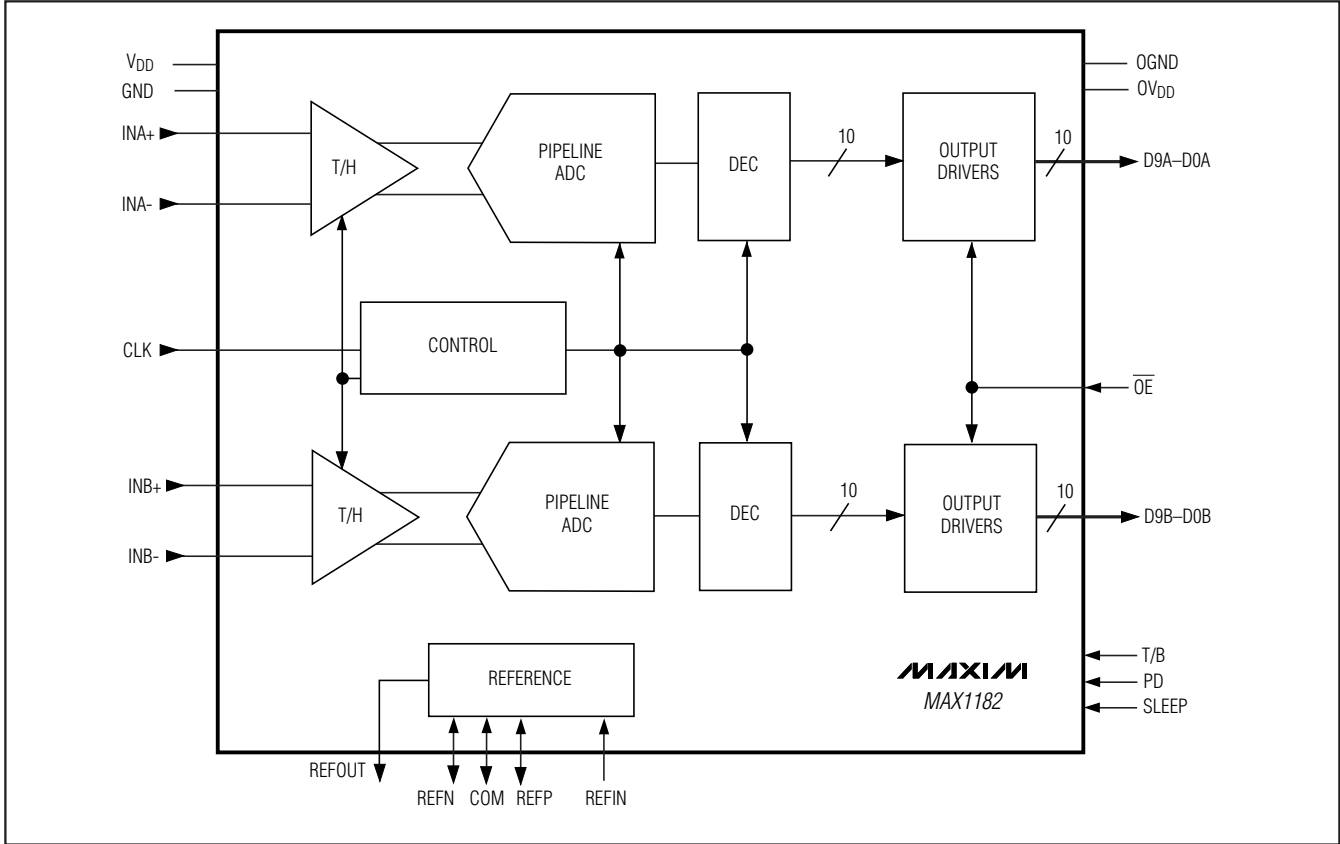 VDD
GND
INA+
INA-
CLK
INB+
INB-
T/H
PIPELINE
ADC
DEC
10
OUTPUT
DRIVERS
10
D9A–D0A
OGND
OVDD
CONTROL
OE
T/H
PIPELINE
ADC
DEC
10
OUTPUT
DRIVERS
10
D9B–D0B
REFERENCE
MAXIM
MAX1182
T/B
PD
SLEEP
REFOUT
REFN COM REFP REFIN